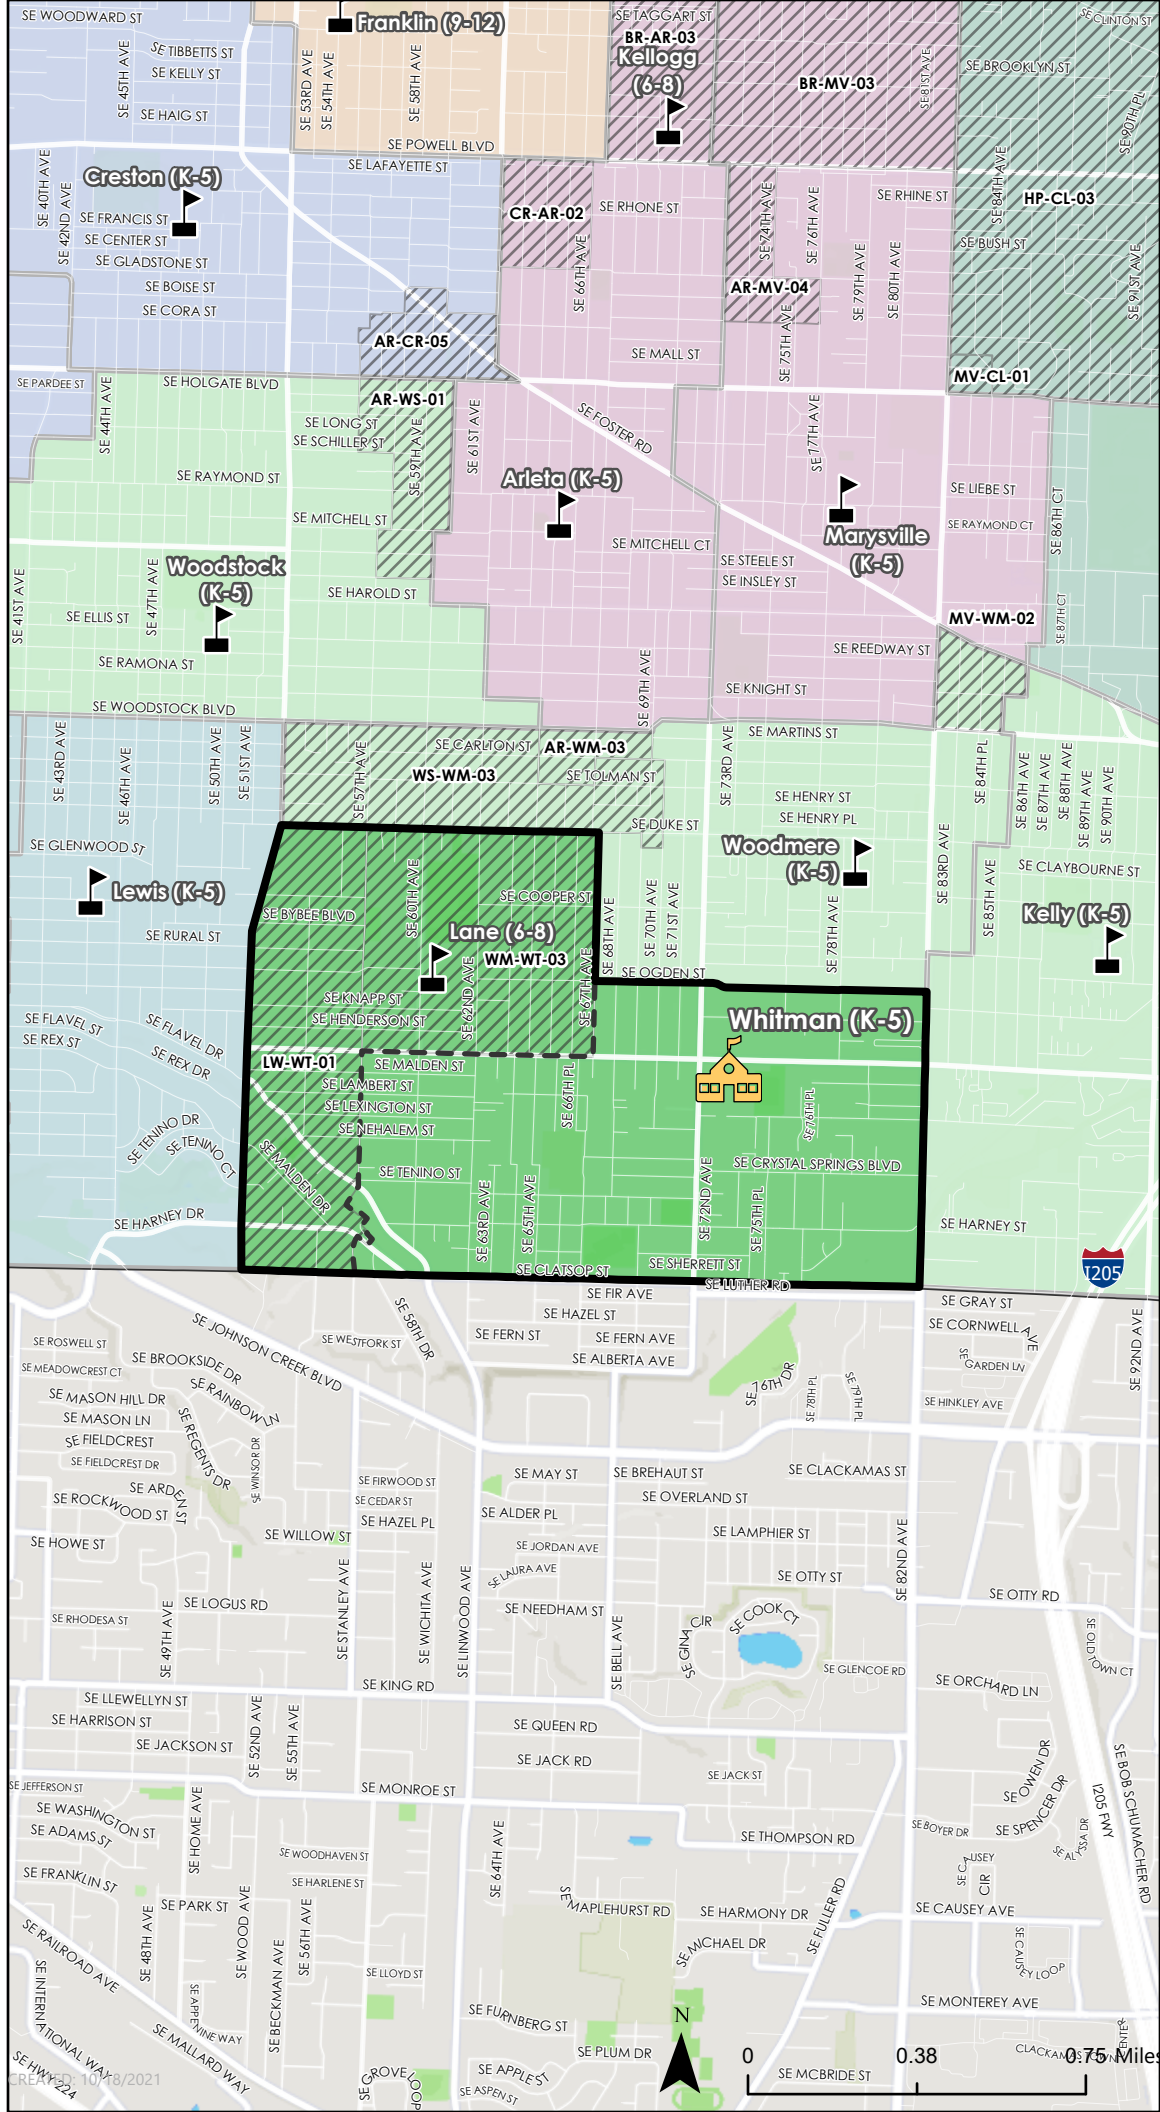 SE WOODWARD ST
Franklin (9-12)
SE TAGGART ST
SE CLINTON ST
BR-AR-03
SE TIBBETTS ST
SE KELLY ST
SE 45TH AVE
SE 53RD AVE
SE 54TH AVE
SE 58TH AVE
Kellogg
(6-8)
BR-MV-03
SE 81ST AVE
SE BROOKLYN ST
SE 90TH PL
SE HAIG ST
SE POWELL BLVD
SE LAFAYETTE ST
Creston (K-5)
SE 40TH AVE
SE 42ND AVE
SE FRANCIS ST
SE CENTER ST
SE GLADSTONE ST
SE BOISE ST
SE CORA ST
CR-AR-02
SE RHONE ST
SE 66TH AVE
SE 74TH AVE
SE 76TH AVE
SE RHINE ST
SE 84TH AVE
HP-CL-03
SE BUSH ST
SE 79TH AVE
SE 80TH AVE
SE 91ST AVE
AR-MV-04
SE 75TH AVE
AR-CR-05
SE MALL ST
SE PARDEE ST
SE HOLGATE BLVD
MV-CL-01
SE 44TH AVE
AR-WS-01
SE LONG ST
SE SCHILLER ST
SE 59TH AVE
SE 61ST AVE
SE FOSTER RD
SE 77TH AVE
SE RAYMOND ST
Arleta (K-5)
SE LIEBE ST
SE RAYMOND CT
SE 86TH CT
SE MITCHELL ST
SE MITCHELL CT
Marysville
(K-5)
SE STEELE ST
SE INSLEY ST
Woodstock
(K-5)
SE 41ST AVE
SE 47TH AVE
SE ELLIS ST
SE HAROLD ST
SE 87TH CT
MV-WM-02
SE RAMONA ST
SE REEDWAY ST
SE 69TH AVE
SE KNIGHT ST
SE WOODSTOCK BLVD
SE MARTINS ST
SE 43RD AVE
SE 46TH AVE
SE 50TH AVE
SE 51ST AVE
SE 57TH AVE
SE CARLTON ST
AR-WM-03
WS-WM-03
SE TOLMAN ST
SE 73RD AVE
SE 84TH PL
SE 86TH AVE
SE 87TH AVE
SE 88TH AVE
SE 89TH AVE
SE 90TH AVE
SE HENRY ST
SE HENRY PL
SE DUKE ST
SE GLENWOOD ST
Woodmere
(K-5)
SE 83RD AVE
SE 85TH AVE
SE CLAYBOURNE ST
Lewis (K-5)
SE 60TH AVE
SE COOPER ST
SE BYBEE BLVD
SE 68TH AVE
SE 70TH AVE
SE 71ST AVE
SE 78TH AVE
Kelly (K-5)
SE RURAL ST
Lane (6-8)
WM-WT-03
SE 62ND AVE
SE 67TH AVE
SE OGDEN ST
SE KNAPP ST
SE HENDERSON ST
Whitman (K-5)
SE FLAVEL ST
SE REX ST
SE FLAVEL DR
SE REX DR
LW-WT-01
SE MALDEN ST
SE LAMBERT ST
SE LEXINGTON ST
SE NEHALEM ST
SE 66TH PL
SE 76TH PL
SE TENINO DR
SE TENINO CT
SE MALDEN DR
SE TENINO ST
SE CRYSTAL SPRINGS BLVD
SE 63RD AVE
SE 65TH AVE
SE 72ND AVE
SE 75TH PL
SE HARNEY DR
SE HARNEY ST
SE CLATSOP ST
SE SHERRETT ST
SE LUTHER RD
I205
SE FIR AVE
SE HAZEL ST
SE GRAY ST
SE CORNWELL AVE
SE ROSWELL ST
SE JOHNSON CREEK BLVD
SE WESTFORK ST
SE 58TH DR
SE FERN ST
SE FERN AVE
SE ALBERTA AVE
SE GARDEN LN
SE 92ND AVE
SE MEADOWCREST CT
SE BROOKSIDE DR
SE RAINBOW LN
SE MASON HILL DR
SE MASON LN
SE 76TH DR
SE 78TH PL
SE 79TH PL
SE HINKLEY AVE
SE FIELDCREST
SE FIELDCREST DR
SE REGENTS DR
SE WINSOR DR
SE ARDEN ST
SE ROCKWOOD ST
SE FIRWOOD ST
SE CEDAR ST
SE HAZEL PL
SE MAY ST
SE BREHAUT ST
SE CLACKAMAS ST
SE OVERLAND ST
SE ALDER PL
SE HOWE ST
SE WILLOW ST
SE JORDAN AVE
SE LAURA AVE
SE LAMPHIER ST
SE 82ND AVE
SE OTTY ST
SE OTTY RD
SE STANLEY AVE
SE WICHITA AVE
SE LINWOOD AVE
SE RHODESA ST
SE 49TH AVE
SE LOGUS RD
SE NEEDHAM ST
SE BELL AVE
SE GINA CIR
SE COOK CT
SE OLD TOWN CT
SE GLENCOE RD
SE ORCHARD LN
SE LLEWELLYN ST
SE KING RD
SE HARRISON ST
SE JACKSON ST
SE 52ND AVE
SE 55TH AVE
SE QUEEN RD
SE JACK RD
SE JACK ST
SE JEFFERSON ST
SE MONROE ST
SE OWEN DR
SE SPENCER DR
SE BOB SCHUMACHER RD
I205 FWY
SE WASHINGTON ST
SE ADAMS ST
SE HOME AVE
SE WOODHAVEN ST
SE 64TH AVE
SE THOMPSON RD
SE BOYER DR
SE ALYSSA DR
SE FRANKLIN ST
SE HARLENE ST
SE CAUSEY CIR
SE PARK ST
SE 48TH AVE
SE WOOD AVE
SE 56TH AVE
SE MAPLEHURST RD
SE HARMONY DR
SE FULLER RD
SE CAUSEY AVE
SE RAILROAD AVE
SE BECKMAN AVE
SE MICHAEL DR
SE CAUSEY LOOP
SE INTERNATIONAL WAY
SE APPENINE WAY
SE LLOYD ST
SE MONTEREY AVE
SE FURNBERG ST
N
SE MALLARD WAY
SE PLUM DR
0
0.38
0.75 Miles
SE HWY 224
CREATED: 10/18/2021
SE GROVE LOOP
SE APPLE ST
SE ASPEN ST
SE MCBRIDE ST